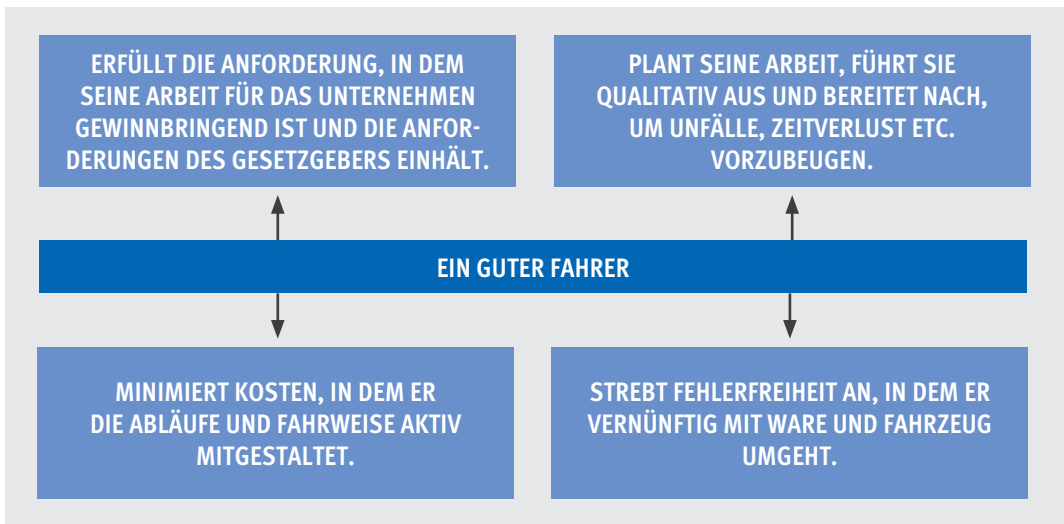 ERFÜLLT DIE ANFORDERUNG, IN DEM
SEINE ARBEIT FÜR DAS UNTERNEHMEN
GEWINNBRINGEND IST UND DIE ANFOR-
DERUNGEN DES GESETZGEBERS EINHÄLT.
PLANT SEINE ARBEIT, FÜHRT SIE
QUALITATIV AUS UND BEREITET NACH,
UM UNFÄLLE, ZEITVERLUST ETC.
VORZUBEUGEN.
EIN GUTER FAHRER
MINIMIERT KOSTEN, IN DEM ER
DIE ABLÄUFE UND FAHRWEISE AKTIV
MITGESTALTET.
STREBT FEHLERFREIHEIT AN, IN DEM ER
VERNÜNFTIG MIT WARE UND FAHRZEUG
UMGEHT.